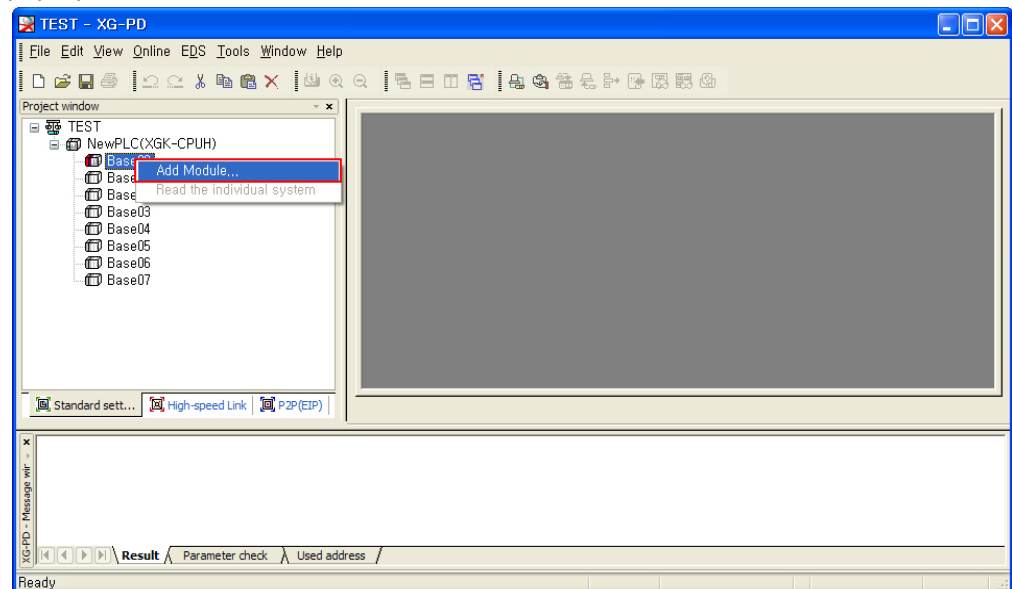 TEST - XG-PD
File Edit View Online EDS Tools Window Help
Project window
TEST
NewPLC(XGK-CPUH)
Base
Add Module...
Base
Read the individual system
Base
Base03
Base04
Base05
Base06
Base07
Standard sett... High-speed Link P2P(EIP)
XG-PD - Message wir
Result Parameter check Used address
Ready